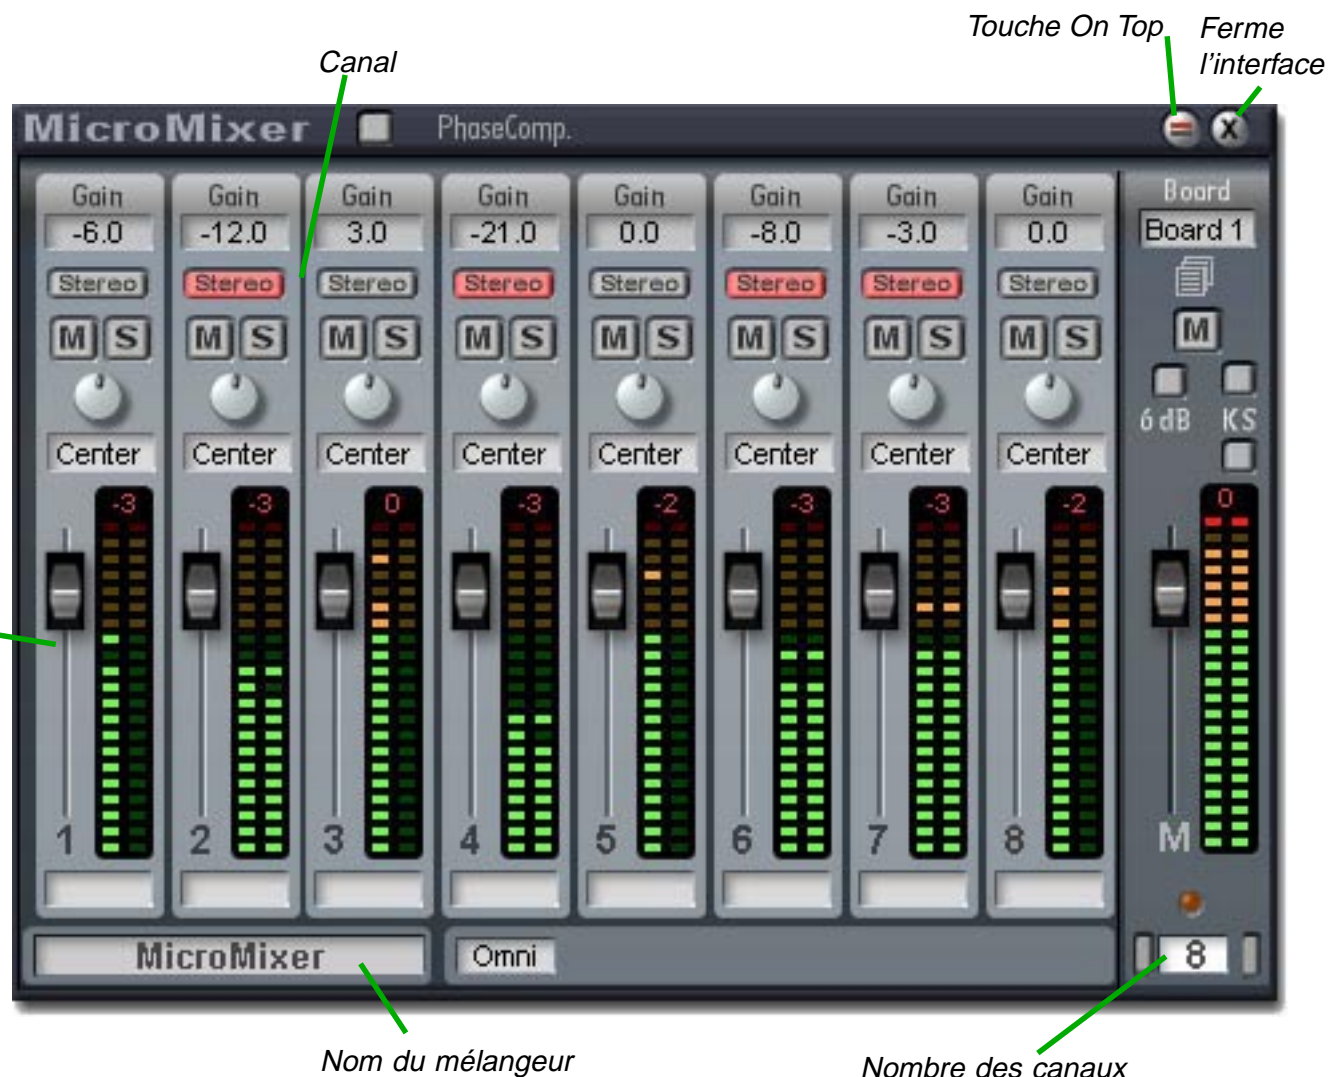 Touche On Top
Ferme
l'interface
Canal
MicroMixer
PhaseComp.
X
Gain Gain Gain Gain Gain Gain Gain Gain Board
-6.0 -12.0 3.0 -21.0 0.0 -8.0 -3.0 0.0 Board 1
Stereo Stereo Stereo Stereo Stereo Stereo Stereo Stereo
M S M S M S M S M S M S M S M S M
6 dB KS
Center Center Center Center Center Center Center Center
-3 -3 0 -3 -2 -3 -3 -2 0
1 2 3 4 5 6 7 8 M
MicroMixer
Omni
8
Nom du mélangeur
Nombre des canaux